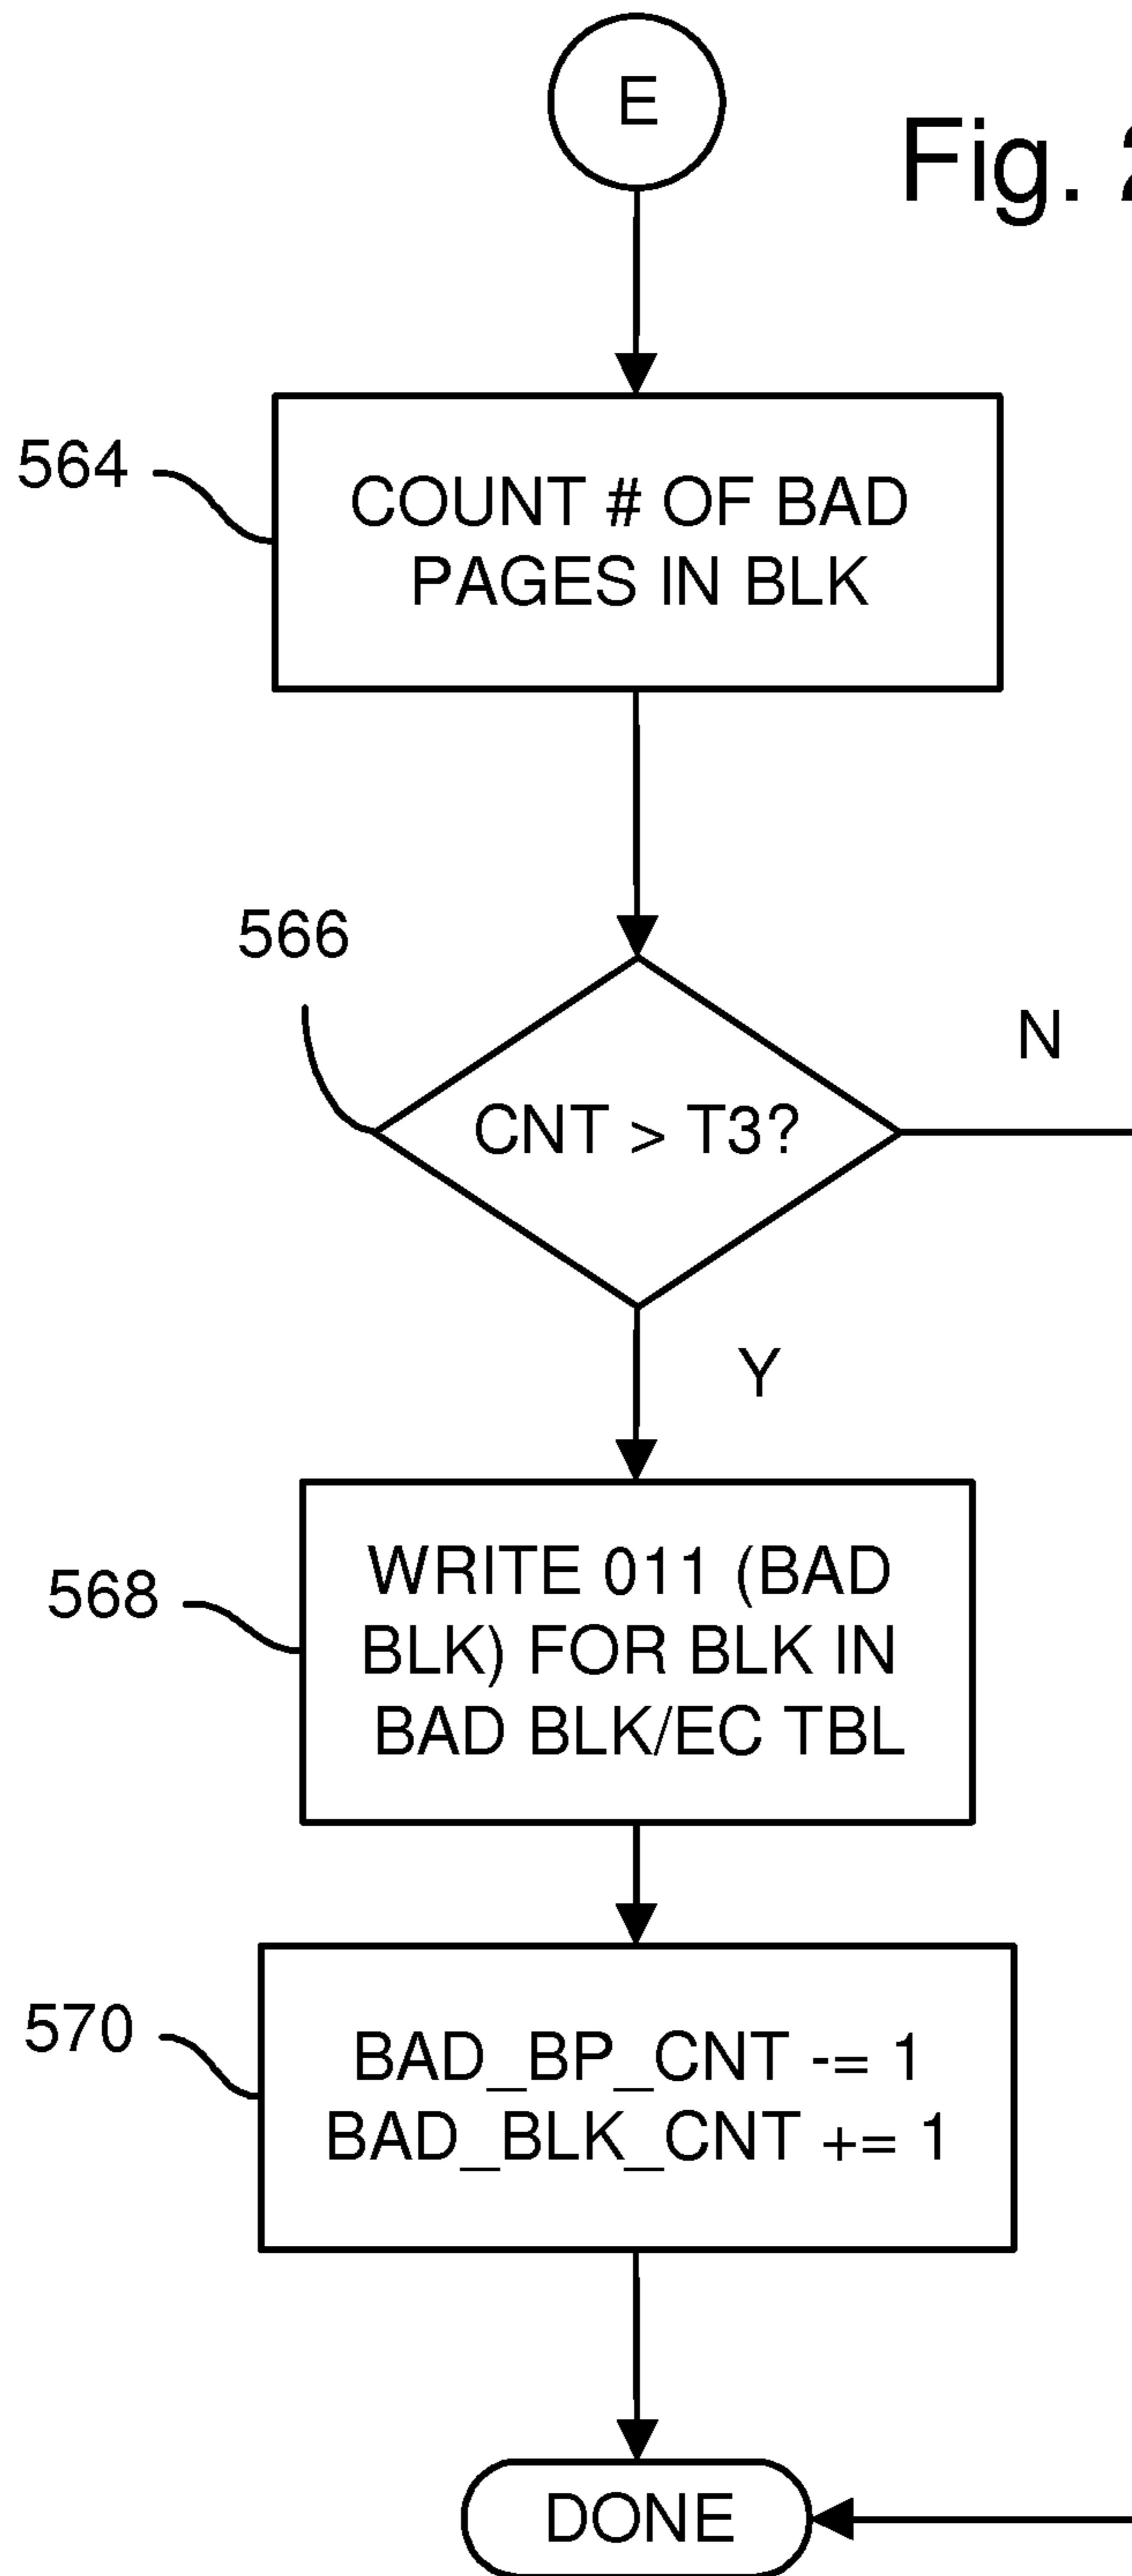 E
Fig. 2
564
COUNT # OF BAD
PAGES IN BLK
566
N
CNT > T3?
Y
568
WRITE 011 (BAD
BLK) FOR BLK IN
BAD BLK/EC TBL
570
BAD_BP_CNT -= 1
BAD_BLK_CNT += 1
DONE